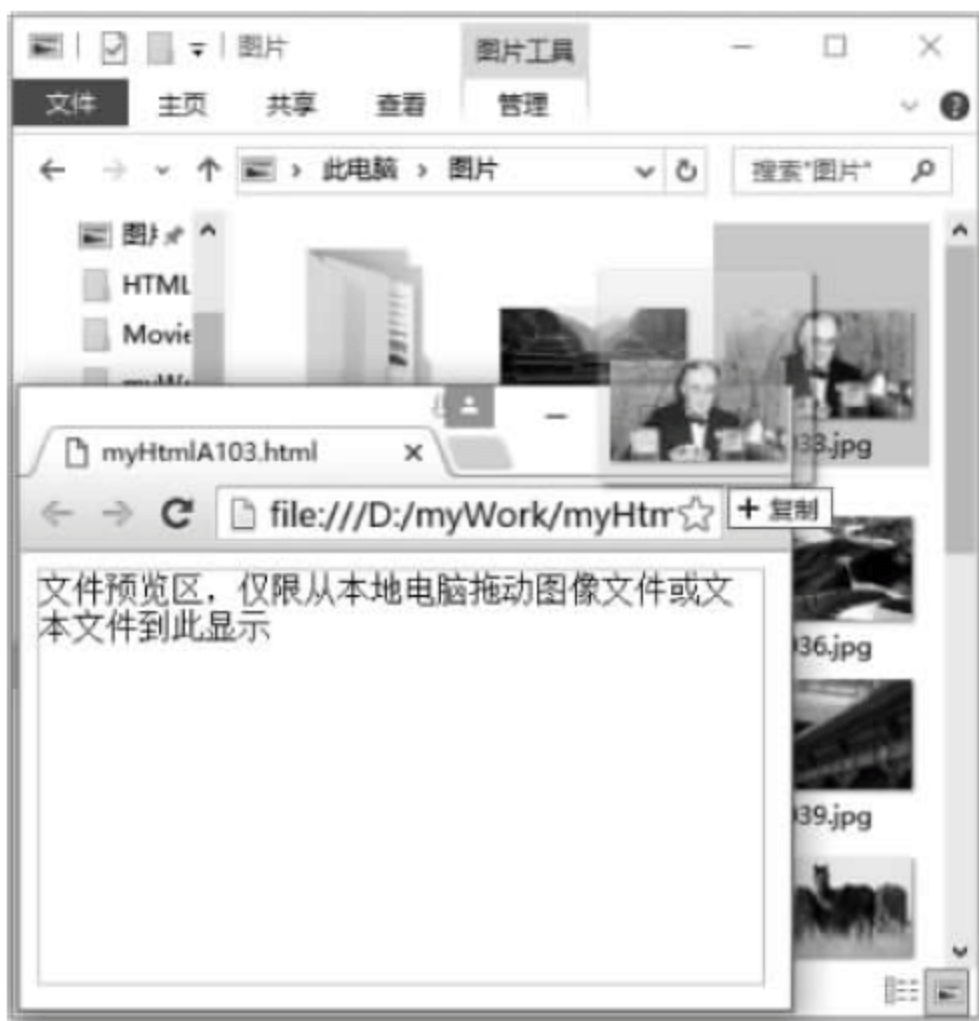 图片
图片工具
文件 主页 共享 查看 管理
此电脑 › 图片
搜索"图片"
图片
HTML
Movie
myHtmlA103.html
file:///D:/myWork/myHtm
+ 复制
文件预览区，仅限从本地电脑拖动图像文件或文
本文件到此显示
33.jpg
36.jpg
39.jpg